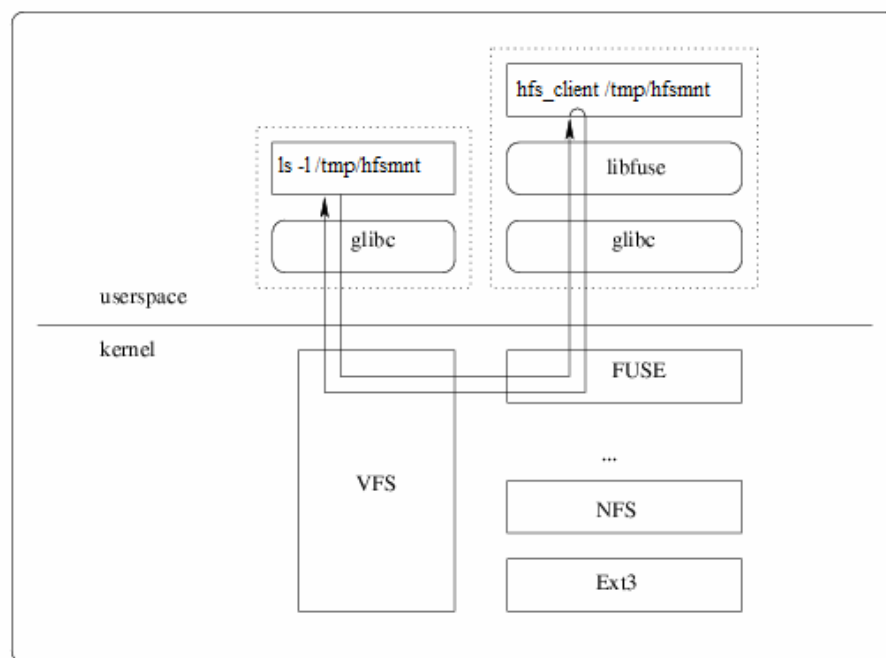 hfs_client /tmp/hfsmnt
ls -l /tmp/hfsmnt
libfuse
glibc
glibc
userspace
kernel
FUSE
...
VFS
NFS
Ext3